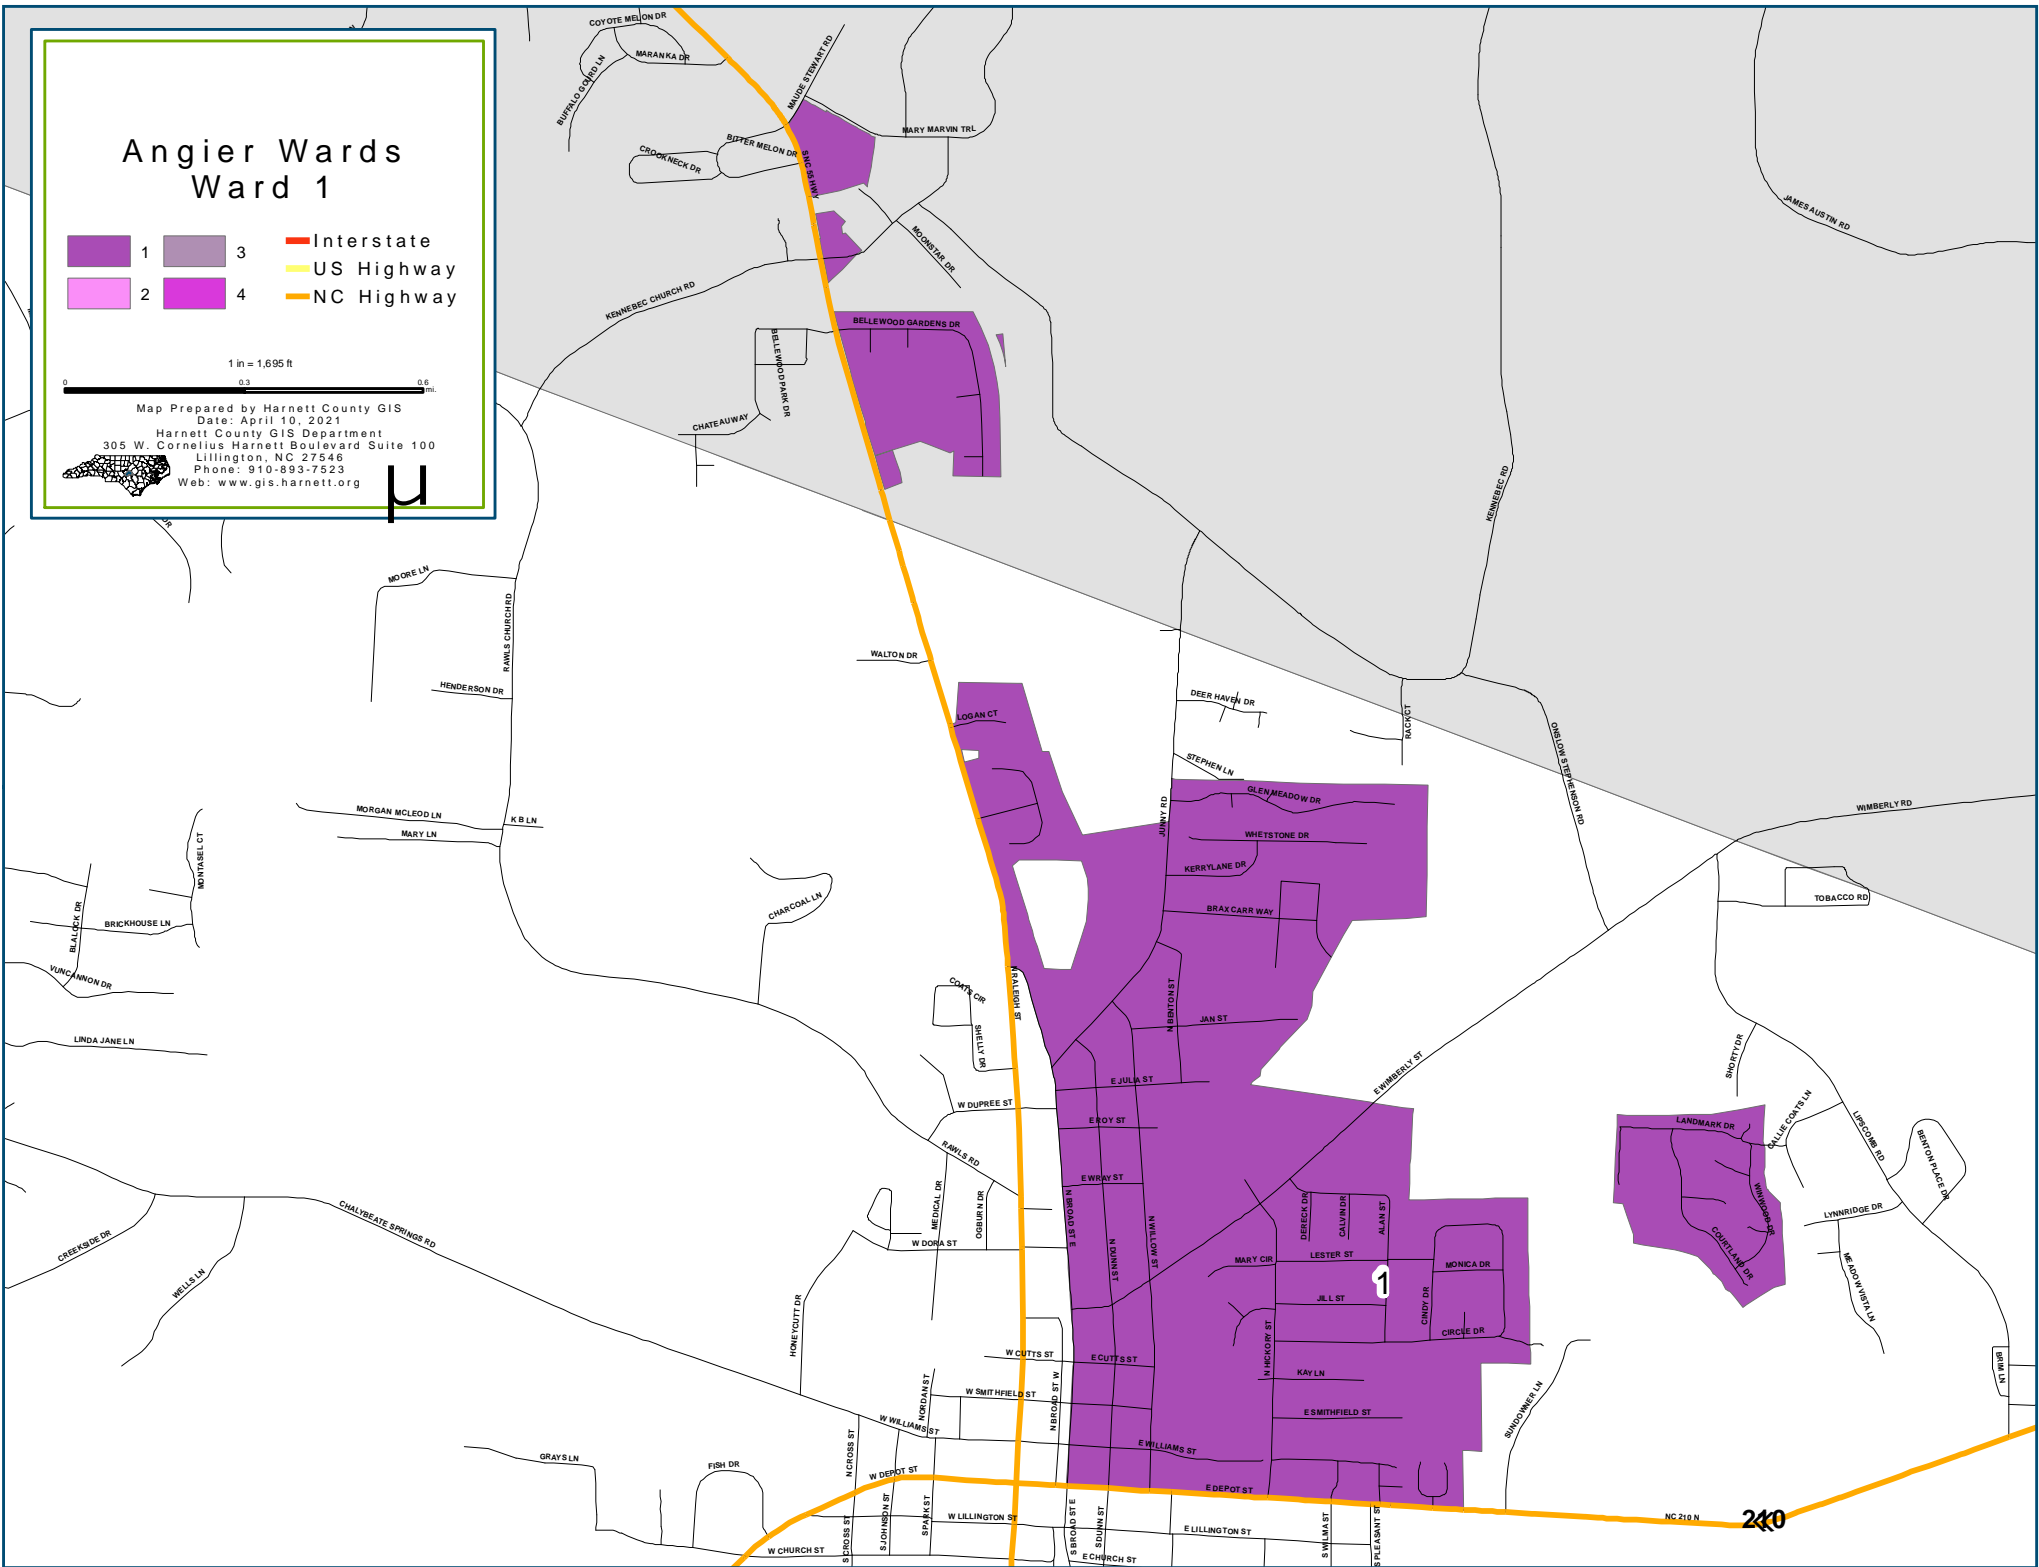 Angier Wards
Ward 1
1
3
2
4
Interstate
US Highway
NC Highway
1 in = 1,695 ft
0 0.3 0.6
mi.
Map Prepared by Harnett County GIS
Date: April 10, 2021
Harnett County GIS Department
305 W. Cornelius Harnett Boulevard Suite 100
Lillington, NC 27546
Phone: 910-893-7523
Web: www.gis.harnett.org
µ
COYOTE MELON DR
MARANKA DR
BUFFALO GOURD LN
MAUDE STEWART RD
MARY MARVIN TRL
BITTER MELON DR
CROOKNECK DR
S NC 55 HWY
MOONSTAR DR
JAMES AUSTIN RD
KENNEBEC CHURCH RD
BELLEWOOD GARDENS DR
BELLEWOOD PARK DR
CHATEAU WAY
KENNEBEC RD
DR
MOORE LN
RAWLS CHURCH RD
HENDERSON DR
WALTON DR
LOGAN CT
DEER HAVEN DR
RACK CT
ONSLOW STEPHENSON RD
STEPHEN LN
GLEN MEADOW DR
JUNNY RD
WHETSTONE DR
KERRYLANE DR
BRAX CARR WAY
WIMBERLY RD
TOBACCO RD
MORGAN MCLEOD LN
K B LN
MARY LN
MONTASEL CT
BLALOCK DR
BRICKHOUSE LN
VUNCANNON DR
LINDA JANE LN
CHARCOAL LN
COATS CIR
SHELLY DR
N RALEIGH ST
N BENTON ST
JAN ST
E JULIA ST
E WIMBERLY ST
SHORTY DR
CALLIE COATS LN
LIPSCOMB RD
BENTON PLACE DR
LANDMARK DR
WINWOOD DR
COURTLAND DR
LYNNRIDGE DR
MEADOW VISTA LN
W DUPREE ST
E ROY ST
RAWLS RD
E WRAY ST
MEDICAL DR
OGBURN DR
N BROAD ST E
N DUNN ST
N WILLOW ST
DERECK DR
CALVIN DR
ALAN ST
W DORA ST
MARY CIR
LESTER ST
MONICA DR
1
JILL ST
CINDY DR
CIRCLE DR
N HICKORY ST
KAY LN
E SMITHFIELD ST
CREEKSIDE DR
WELLS LN
CHALYBEATE SPRINGS RD
HONEYCUTT DR
W CUTTS ST
E CUTTS ST
W SMITHFIELD ST
N BROAD ST W
NORDAN ST
W WILLIAMS ST
E WILLIAMS ST
N CROSS ST
SUNDOWNER LN
BRIM LN
GRAYS LN
FISH DR
W DEPOT ST
E DEPOT ST
S CROSS ST
S JOHNSON ST
S PARK ST
W LILLINGTON ST
S BROAD ST E
S DUNN ST
E LILLINGTON ST
S WILMA ST
S PLEASANT ST
NC 210 N
210
W CHURCH ST
E CHURCH ST